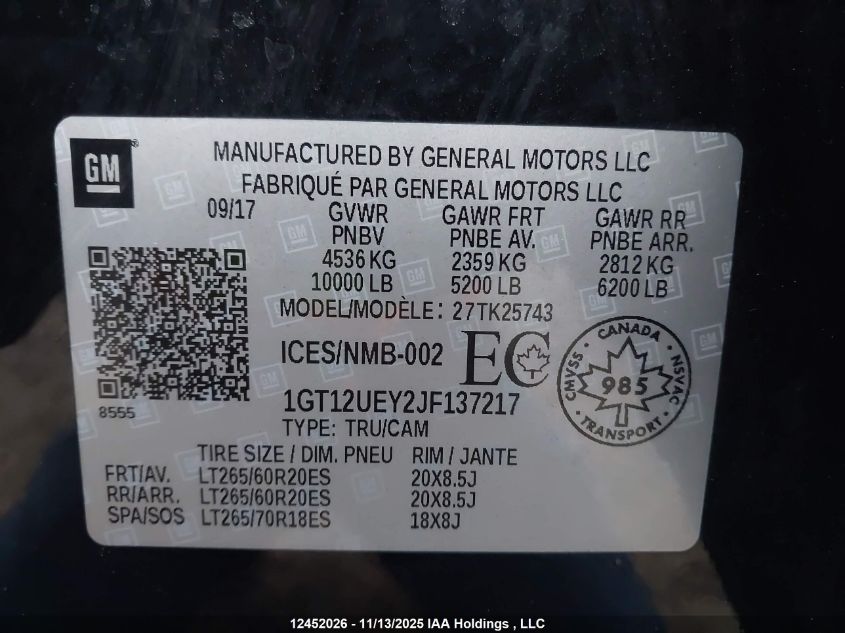 GM
MANUFACTURED BY GENERAL MOTORS LLC
FABRIQUÉ PAR GENERAL MOTORS LLC
09/17 GVWR GAWR FRT GAWR RR
PNBV PNBE AV. PNBE ARR.
4536 KG 2359 KG 2812 KG
10000 LB 5200 LB 6200 LB
MODEL/MODÈLE: 27TK25743
ICES/NMB-002 EC
CANADA
CMVSS 985 NSVAC
TRANSPORT
8555
1GT12UEY2JF137217
TYPE: TRU/CAM
TIRE SIZE / DIM. PNEU RIM / JANTE
FRT/AV. LT265/60R20ES 20X8.5J
RR/ARR. LT265/60R20ES 20X8.5J
SPA/SOS LT265/70R18ES 18X8J
12452026 - 11/13/2025 IAA Holdings , LLC